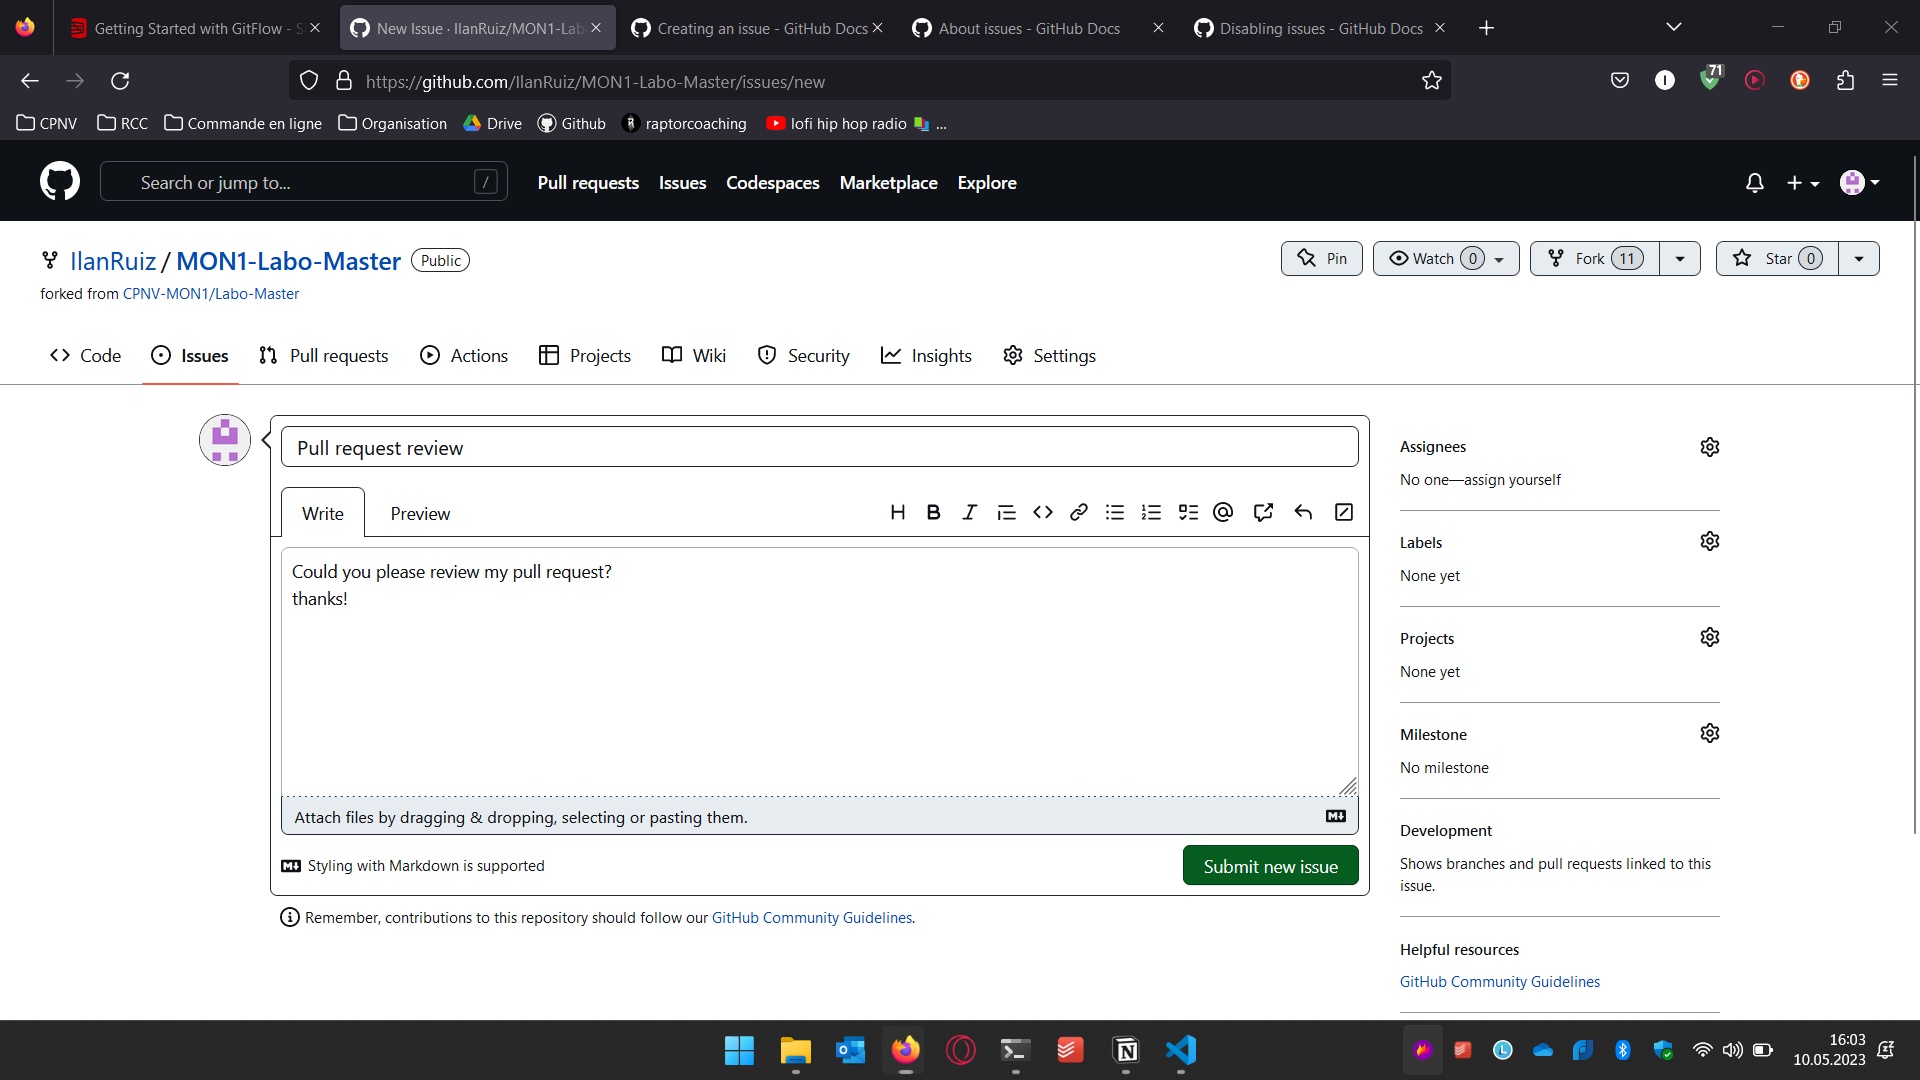 Getting Started with GitFlow - S
New Issue · IlanRuiz/MON1-Lab
Creating an issue - GitHub Docs
About issues - GitHub Docs
Disabling issues - GitHub Docs
https://github.com/IlanRuiz/MON1-Labo-Master/issues/new
71
CPNV
RCC
Commande en ligne
Organisation
Drive
Github
raptorcoaching
lofi hip hop radio
...
Search or jump to...
/
Pull requests
Issues
Codespaces
Marketplace
Explore
IlanRuiz / MON1-Labo-Master
Public
Pin
Watch 0
Fork 11
Star 0
forked from CPNV-MON1/Labo-Master
Code
Issues
Pull requests
Actions
Projects
Wiki
Security
Insights
Settings
Pull request review
Write
Preview
Could you please review my pull request?
thanks!
Attach files by dragging & dropping, selecting or pasting them.
Styling with Markdown is supported
Submit new issue
Remember, contributions to this repository should follow our GitHub Community Guidelines.
Assignees
No one—assign yourself
Labels
None yet
Projects
None yet
Milestone
No milestone
Development
Shows branches and pull requests linked to this
issue.
Helpful resources
GitHub Community Guidelines
16:03
10.05.2023